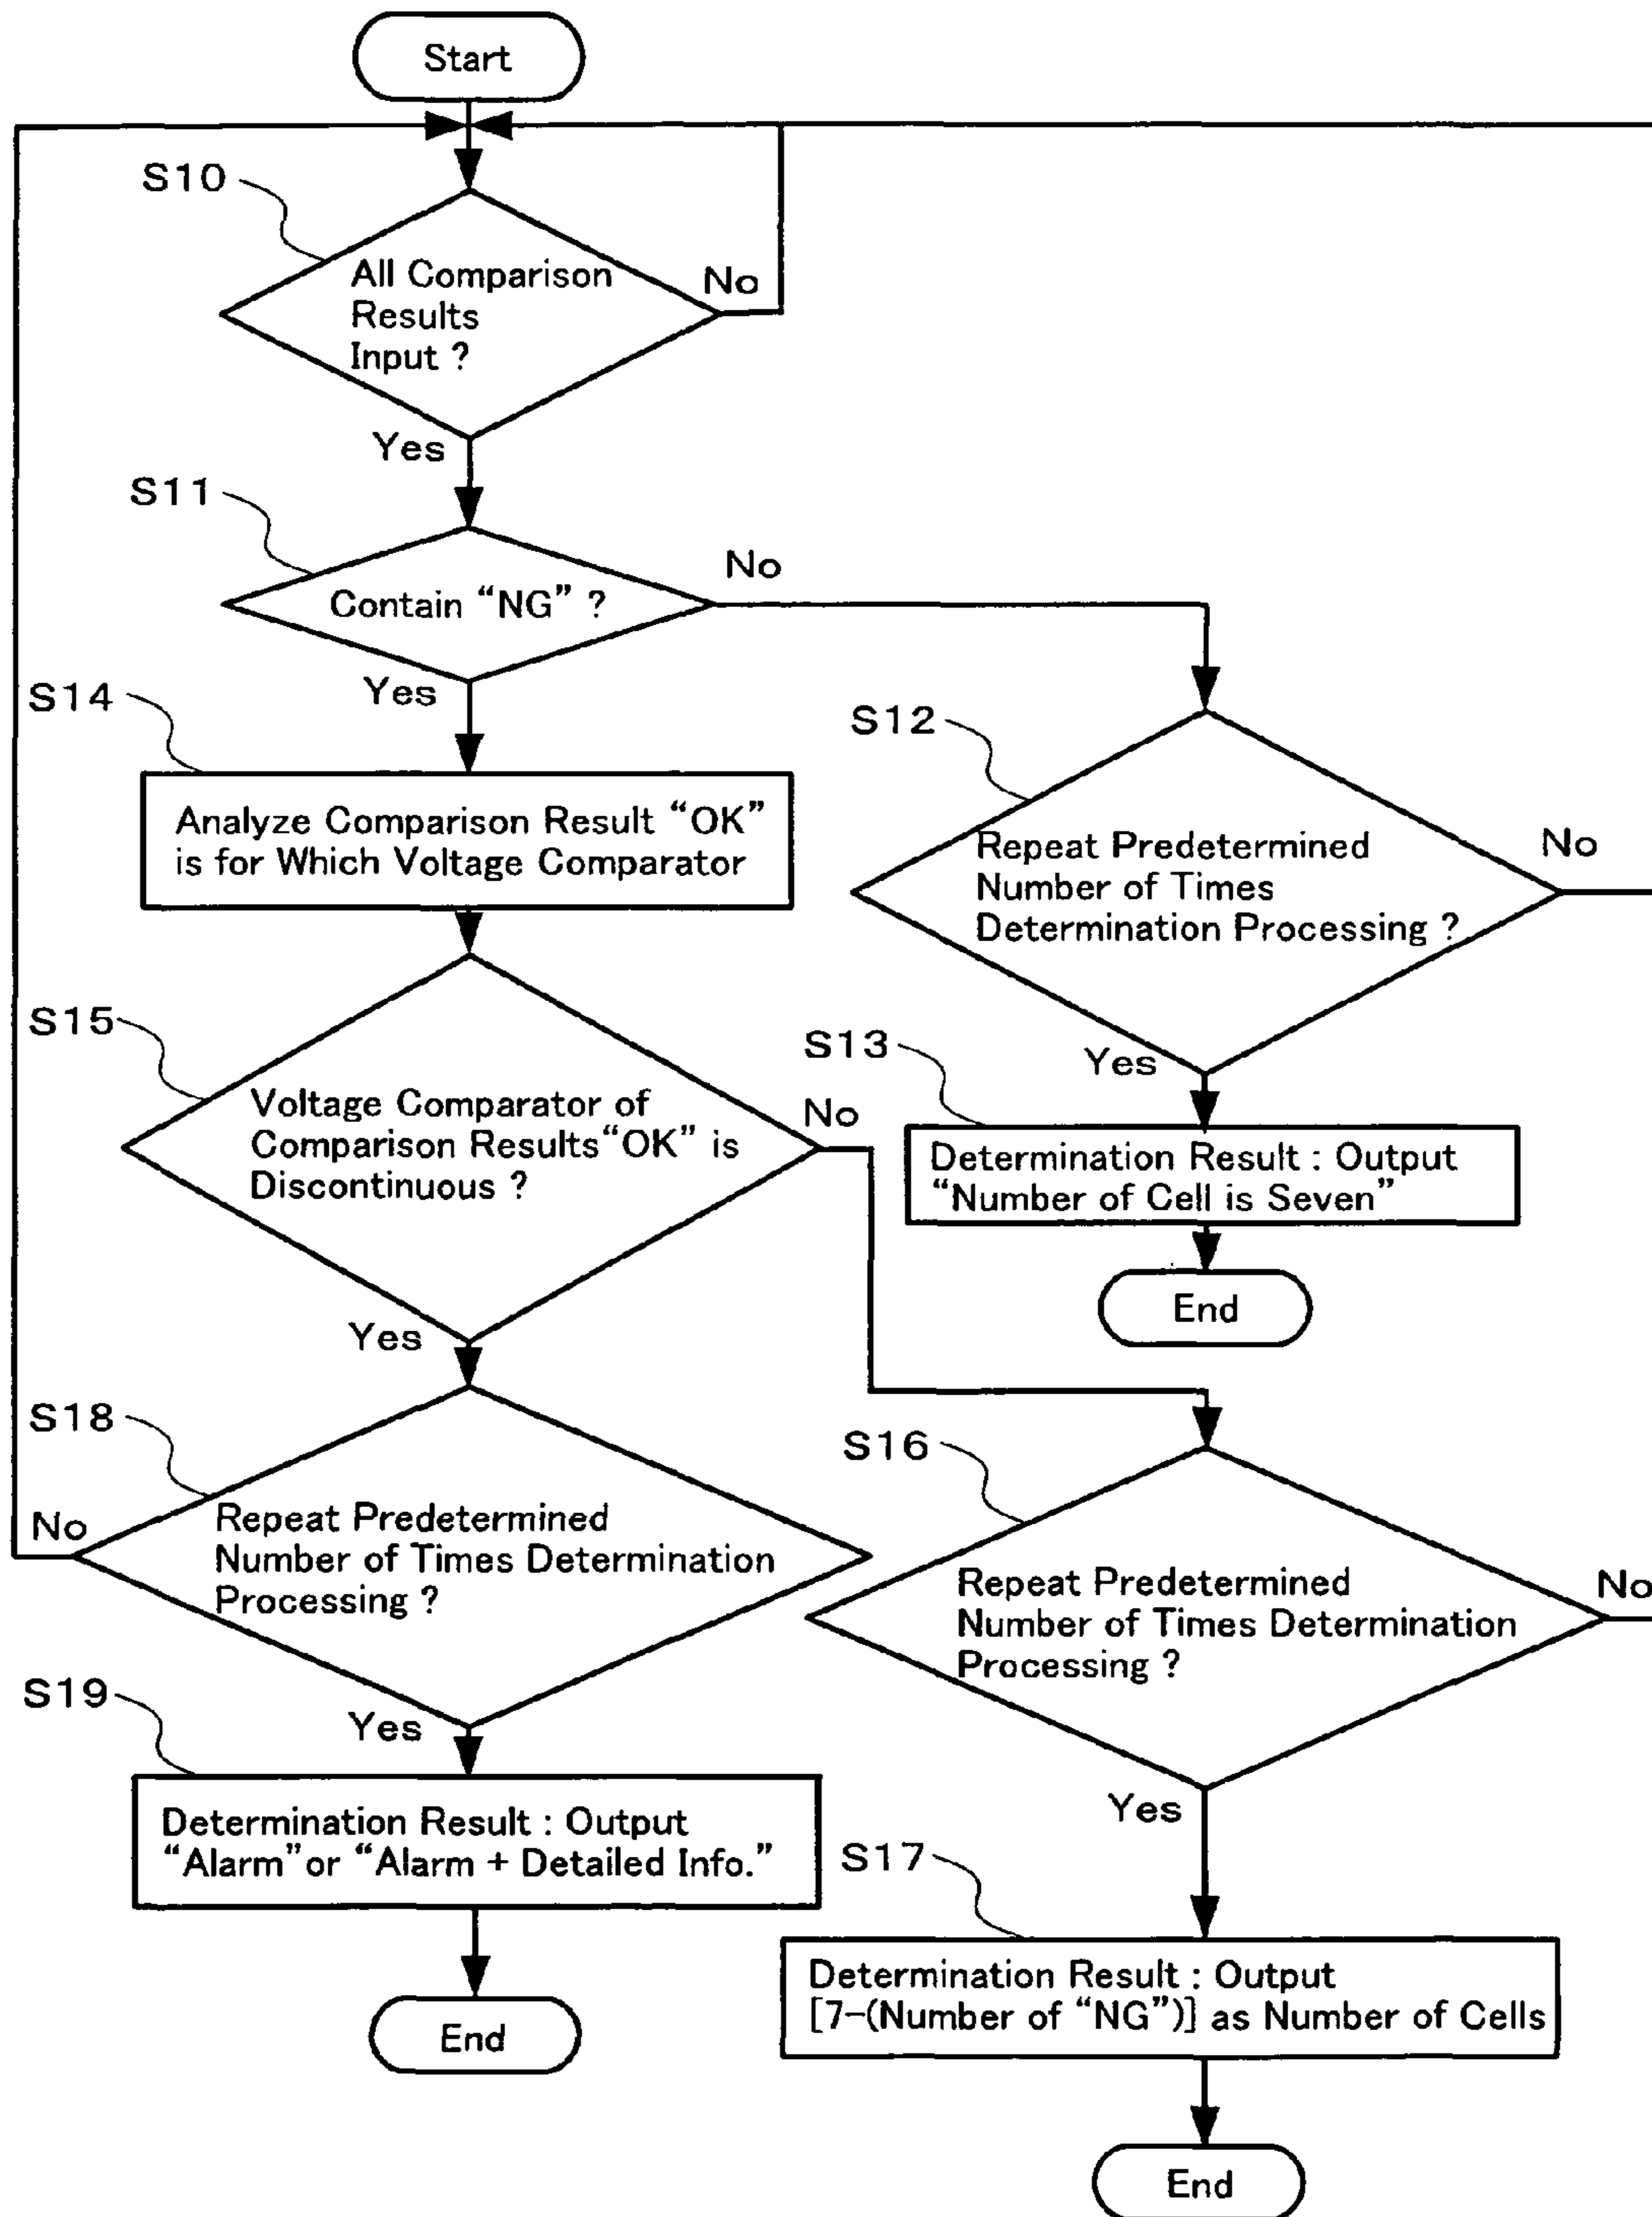 Start
S10
All Comparison
Results
Input ?
No
Yes
S11
Contain “NG” ?
No
Yes
S14
Analyze Comparison Result “OK”
is for Which Voltage Comparator
S12
Repeat Predetermined
Number of Times
Determination Processing ?
No
Yes
S13
Determination Result : Output
“Number of Cell is Seven”
End
S15
Voltage Comparator of
Comparison Results“OK” is
Discontinuous ?
No
Yes
S18
Repeat Predetermined
Number of Times Determination
Processing ?
No
Yes
S16
Repeat Predetermined
Number of Times Determination
Processing ?
No
Yes
S19
Determination Result : Output
“Alarm”or “Alarm + Detailed Info.”
End
S17
Determination Result : Output
[7-(Number of “NG”)] as Number of Cells
End